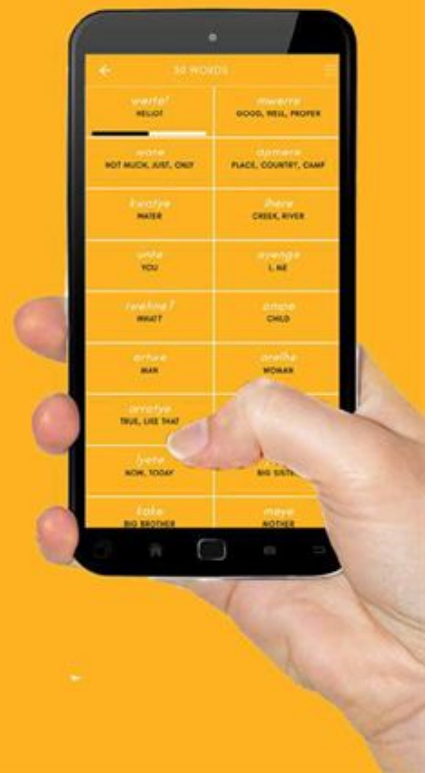 50 WORDS
werte!
HELLO!
mwerre
GOOD, WELL, PROPER
ware
NOT MUCH, JUST, ONLY
apmere
PLACE, COUNTRY, CAMP
kwatye
WATER
lhere
CREEK, RIVER
unte
YOU
ayenge
I, ME
iwenhe?
WHAT?
ampe
CHILD
artwe
MAN
arelhe
WOMAN
arratye
TRUE, LIKE THAT
lyete
NOW, TODAY
BIG SISTER
kake
BIG BROTHER
meye
MOTHER